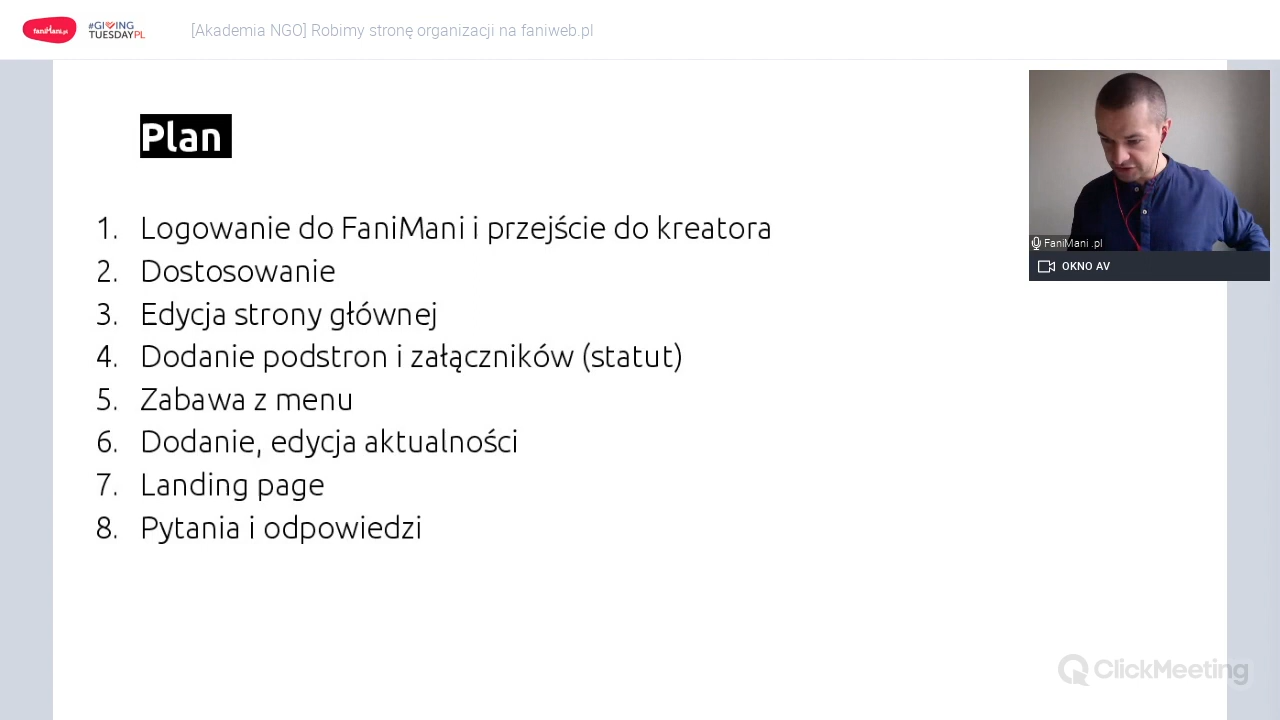 faniMani.pl
#GIVING
TUESDAYPL
[Akademia NGO] Robimy stronę organizacji na faniweb.pl
Plan
1. Logowanie do FaniMani i przejście do kreatora
2. Dostosowanie
3. Edycja strony głównej
4. Dodanie podstron i załączników (statut)
5. Zabawa z menu
6. Dodanie, edycja aktualności
7. Landing page
8. Pytania i odpowiedzi
FaniMani .pl
OKNO AV
ClickMeeting